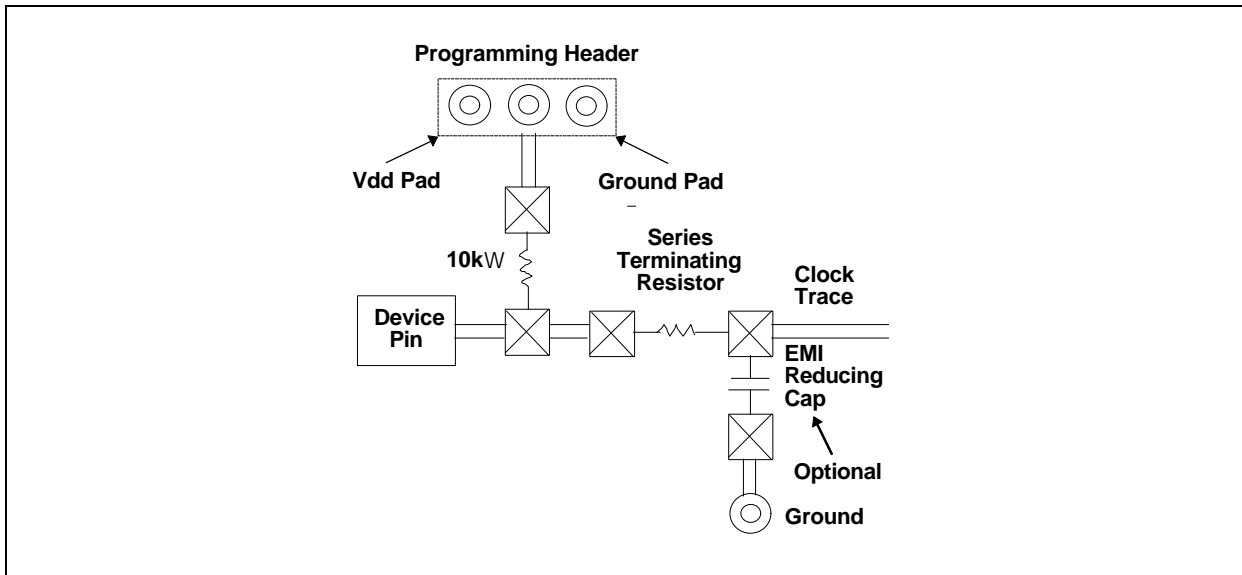 Programming Header
Vdd Pad
Ground Pad
10kW
Series
Terminating
Resistor
Clock
Trace
Device
Pin
EMI
Reducing
Cap
Optional
Ground